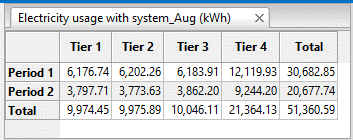 Electricity usage with system_Aug (kWh)
Tier 1 Tier 2 Tier 3 Tier 4 Total
Period 1 6,176.74 6,202.26 6,183.91 12,119.93 30,682.85
Period 2 3,797.71 3,773.63 3,862.20 9,244.20 20,677.74
Total 9,974.45 9,975.89 10,046.11 21,364.13 51,360.59